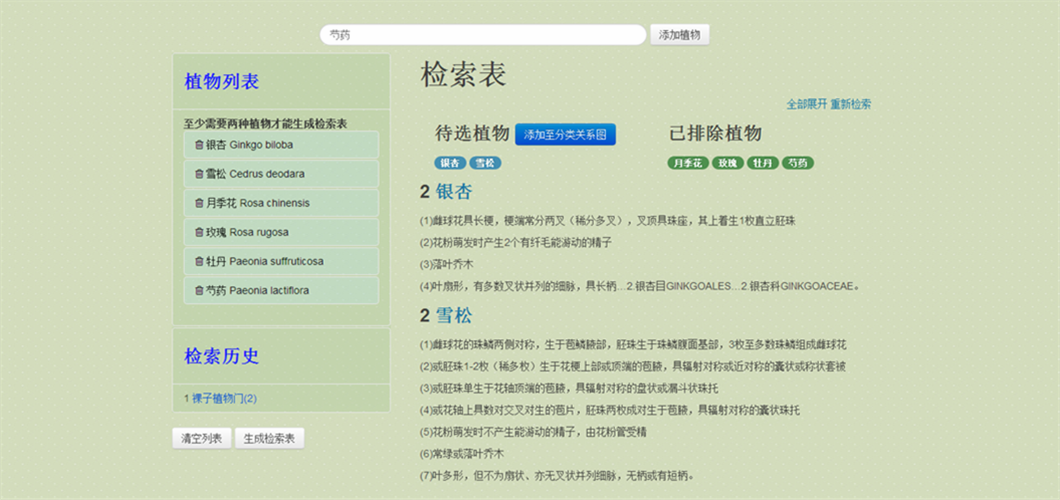 芍药 添加植物
植物列表
至少需要两种植物才能生成检索表
银杏 Ginkgo biloba
雪松 Cedrus deodara
月季花 Rosa chinensis
玫瑰 Rosa rugosa
牡丹 Paeonia suffruticosa
芍药 Paeonia lactiflora
检索历史
1 裸子植物门(2)
清空列表 生成检索表
检索表
全部展开 重新检索
待选植物 添加至分类关系图
银杏 雪松
已排除植物
月季花 玫瑰 牡丹 芍药
2 银杏
(1)雌球花具长梗，梗端常分两叉（稀分多叉），叉顶具珠座，其上着生1枚直立胚珠
(2)花粉萌发时产生2个有纤毛能游动的精子
(3)落叶乔木
(4)叶扇形，有多数叉状并列的细脉，具长柄...2.银杏目GINKGOALES...2.银杏科GINKGOACEAE。
2 雪松
(1)雌球花的珠鳞两侧对称，生于苞鳞腋部，胚珠生于珠鳞腹面基部，3枚至多数珠鳞组成雌球花
(2)或胚珠1-2枚（稀多枚）生于花梗上部或顶端的苞腋，具辐射对称或近对称的囊状或称状套被
(3)或胚珠单生于花轴顶端的苞腋，具辐射对称的盘状或漏斗状珠托
(4)或花轴上具数对交叉对生的苞片，胚珠两枚成对生于苞腋，具辐射对称的囊状珠托
(5)花粉萌发时不产生能游动的精子，由花粉管受精
(6)常绿或落叶乔木
(7)叶多形，但不为扇状、亦无叉状并列细脉，无柄或有短柄。